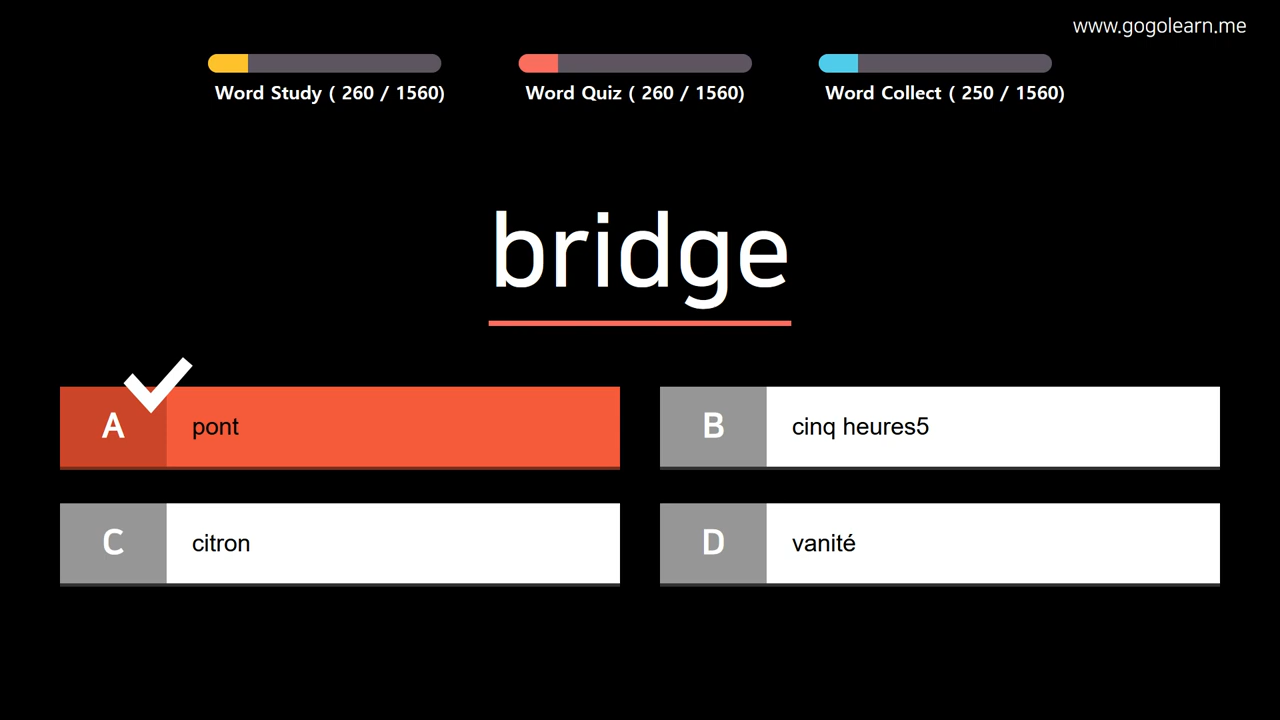 www.gogolearn.me
Word Study ( 260 / 1560)
Word Quiz ( 260 / 1560)
Word Collect ( 250 / 1560)
bridge
A pont
B cinq heures5
C citron
D vanité